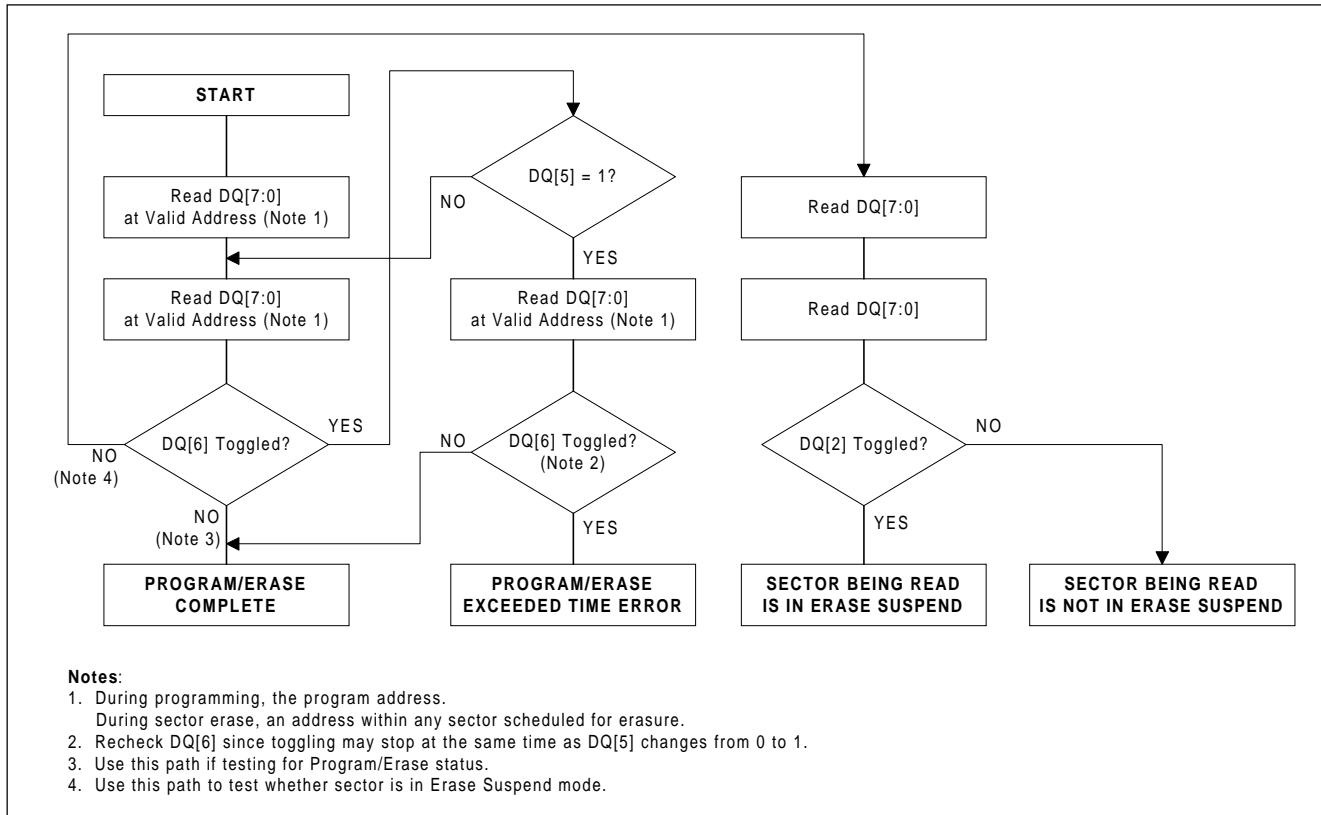 START
Read DQ[7:0]
at Valid Address (Note 1)
Read DQ[7:0]
at Valid Address (Note 1)
DQ[6] Toggled?
YES
NO
(Note 4)
NO
(Note 3)
PROGRAM/ERASE
COMPLETE
DQ[5] = 1?
NO
YES
Read DQ[7:0]
at Valid Address (Note 1)
DQ[6] Toggled?
(Note 2)
NO
YES
PROGRAM/ERASE
EXCEEDED TIME ERROR
Read DQ[7:0]
Read DQ[7:0]
DQ[2] Toggled?
NO
YES
SECTOR BEING READ
IS IN ERASE SUSPEND
SECTOR BEING READ
IS NOT IN ERASE SUSPEND
Notes:
1. During programming, the program address.
During sector erase, an address within any sector scheduled for erasure.
2. Recheck DQ[6] since toggling may stop at the same time as DQ[5] changes from 0 to 1.
3. Use this path if testing for Program/Erase status.
4. Use this path to test whether sector is in Erase Suspend mode.